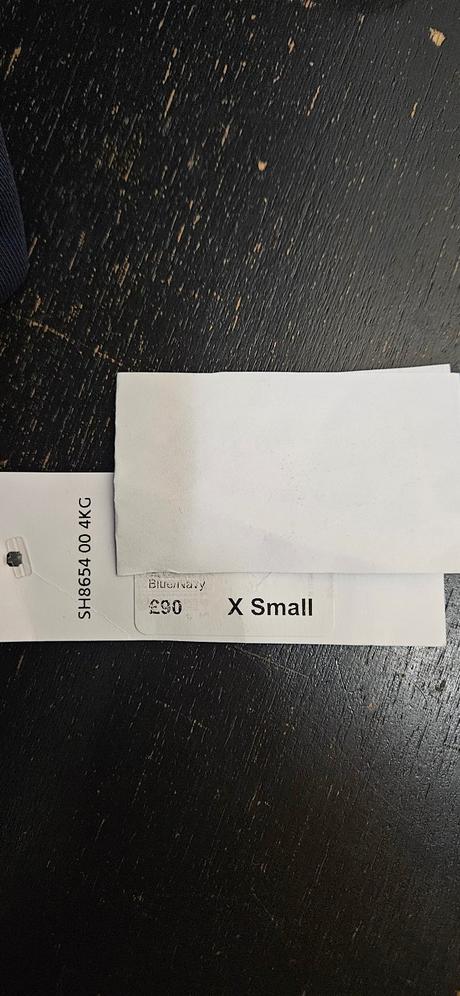 SH8654 00 4KG
Blue/Navy
£90 X Small